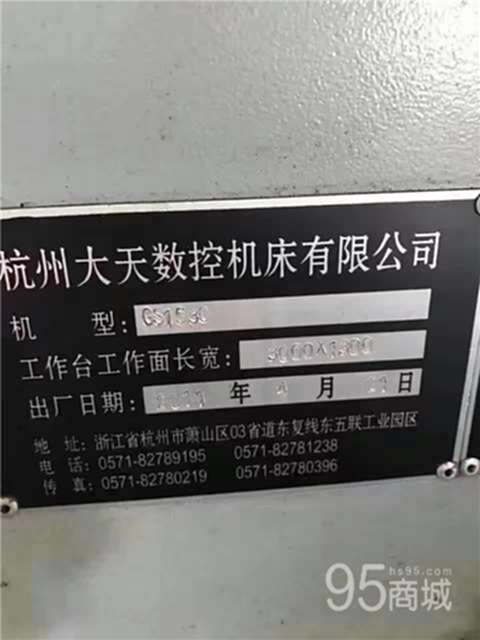 杭州大天数控机床有限公司
机 型:
工作台工作面长宽:
出厂日期: 年 月 日
地 址: 浙江省杭州市萧山区03省道东复线东五联工业园区
电 话: 0571-82789195 0571-82781238
传 真: 0571-82780219 0571-82780396
hs95.com
95商城